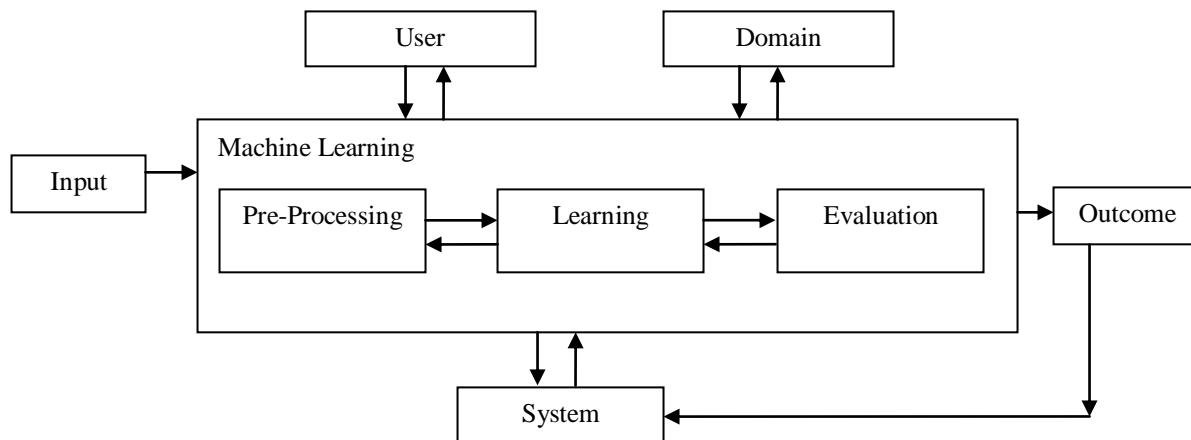 User
Domain
Machine Learning
Input
Pre-Processing
Learning
Evaluation
Outcome
System